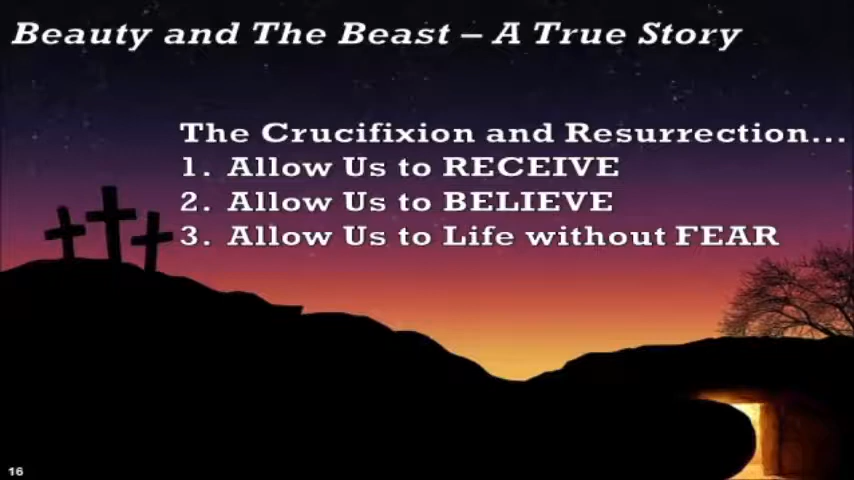 Beauty and The Beast – A True Story
The Crucifixion and Resurrection...
1. Allow Us to RECEIVE
2. Allow Us to BELIEVE
3. Allow Us to Life without FEAR
16